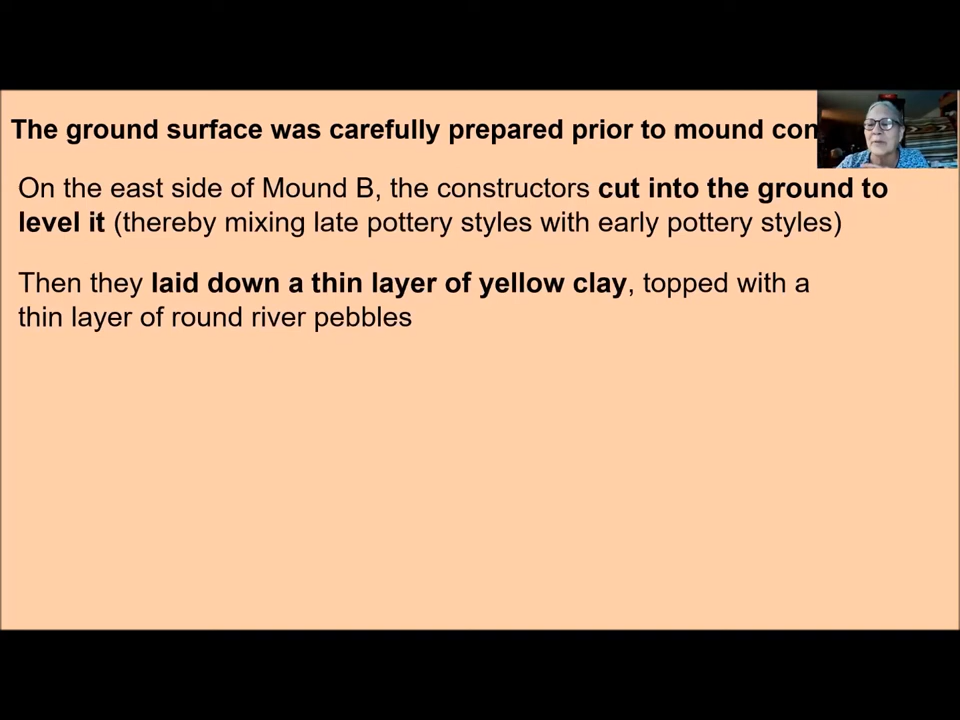 The ground surface was carefully prepared prior to mound
On the east side of Mound B, the constructors cut into the ground to
level it (thereby mixing late pottery styles with early pottery styles)
Then they laid down a thin layer of yellow clay, topped with a
thin layer of round river pebbles